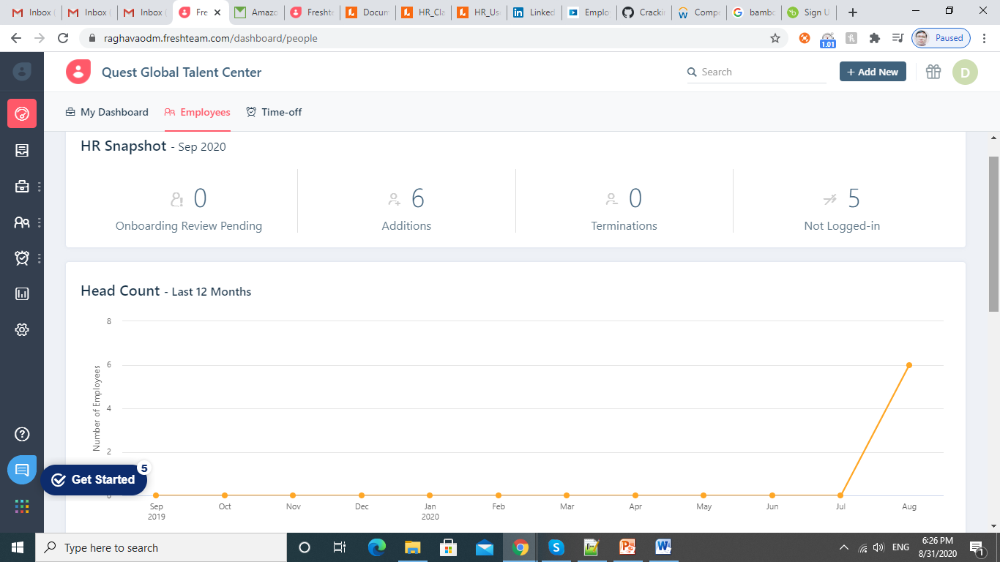 Inbox (
Inbox (
Inbox (
Fre
Amazo
Freshte
Docum
HR_Cla
HR_Us
Linked
Emplo
Crackin
Compe
bambo
Sign U
raghavaodm.freshteam.com/dashboard/people
1.01
Paused
Quest Global Talent Center
Search
+ Add New
D
My Dashboard
Employees
Time-off
HR Snapshot - Sep 2020
0
Onboarding Review Pending
6
Additions
0
Terminations
5
Not Logged-in
Head Count - Last 12 Months
8
6
4
2
0
Number of Employees
Sep
2019
Oct
Nov
Dec
Jan
2020
Feb
Mar
Apr
May
Jun
Jul
Aug
Get Started
5
Type here to search
ENG
6:26 PM
8/31/2020
1